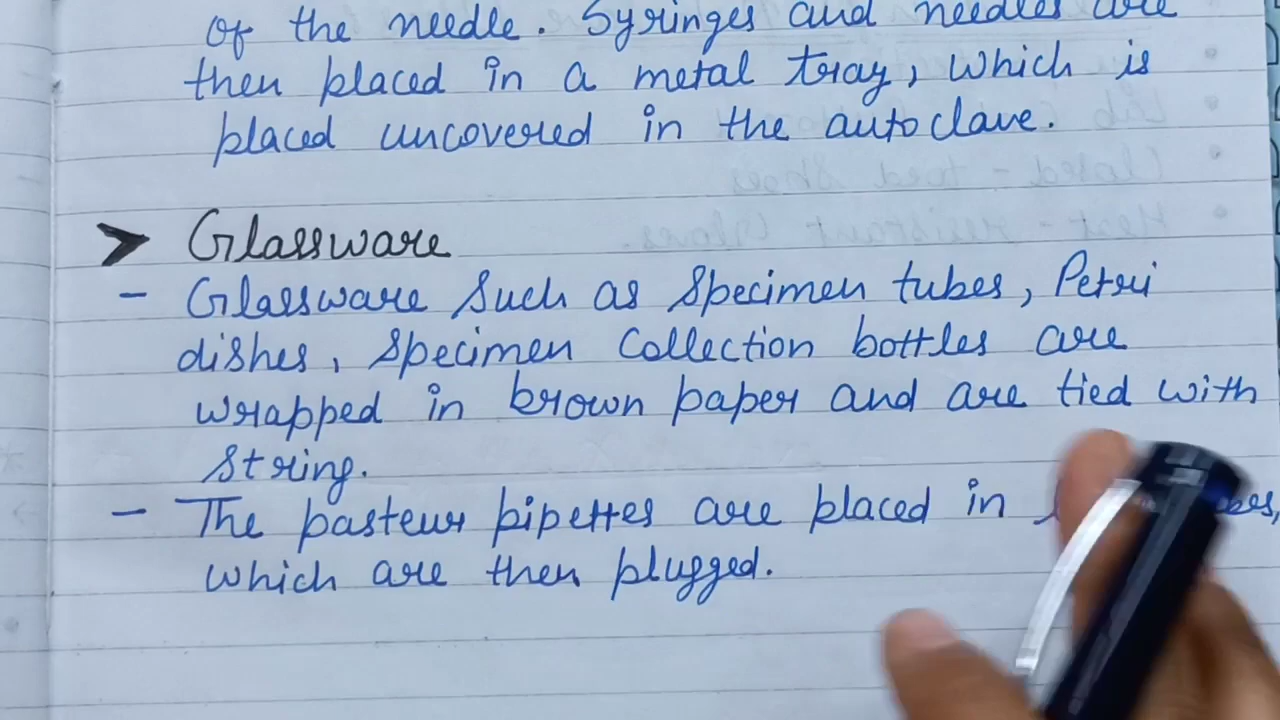 of the needle. Syringes and needles are
then placed in a metal tray, which is
placed uncovered in the autoclave.
➤ Glassware
- Glassware such as specimen tubes, Petri
dishes, specimen collection bottles are
wrapped in brown paper and are tied with
string.
- The pasteur pipettes are placed in
which are then plugged.